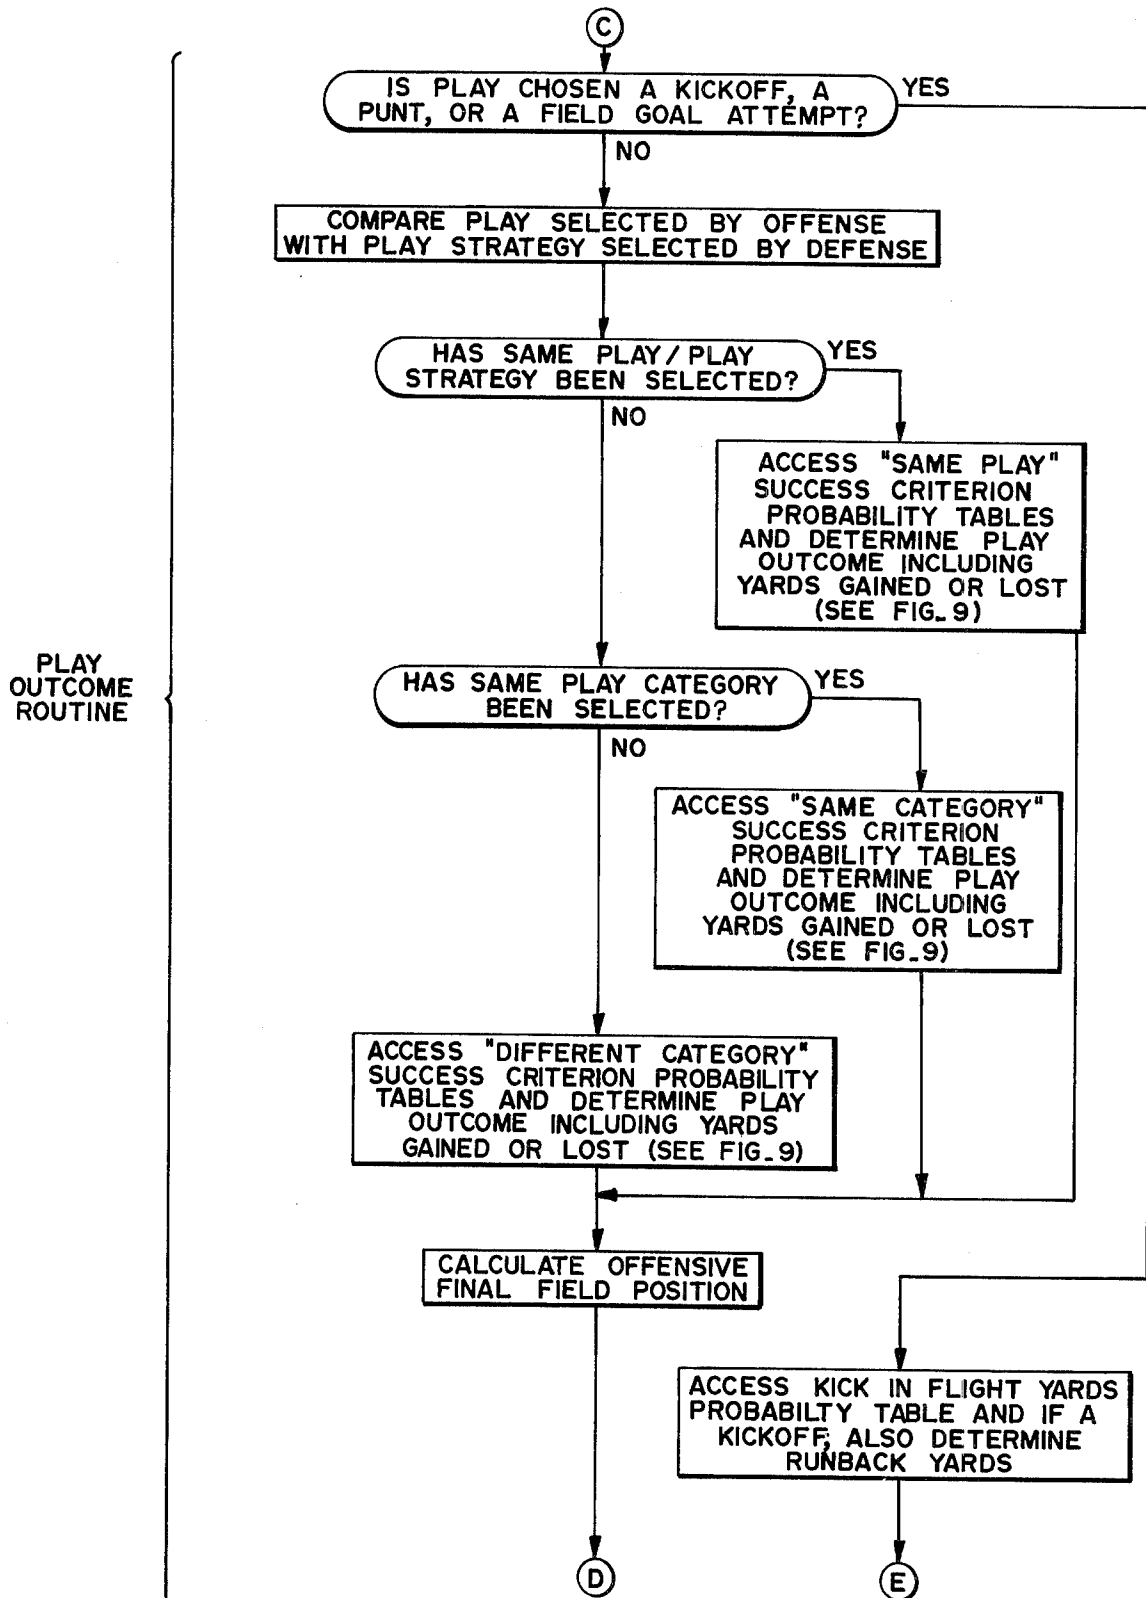 C
IS PLAY CHOSEN A KICKOFF, A
PUNT, OR A FIELD GOAL ATTEMPT?
YES
NO
COMPARE PLAY SELECTED BY OFFENSE
WITH PLAY STRATEGY SELECTED BY DEFENSE
HAS SAME PLAY/PLAY
STRATEGY BEEN SELECTED?
YES
NO
ACCESS "SAME PLAY"
SUCCESS CRITERION
PROBABILITY TABLES
AND DETERMINE PLAY
OUTCOME INCLUDING
YARDS GAINED OR LOST
(SEE FIG_9)
PLAY
OUTCOME
ROUTINE
HAS SAME PLAY CATEGORY
BEEN SELECTED?
YES
NO
ACCESS "SAME CATEGORY"
SUCCESS CRITERION
PROBABILITY TABLES
AND DETERMINE PLAY
OUTCOME INCLUDING
YARDS GAINED OR LOST
(SEE FIG_9)
ACCESS "DIFFERENT CATEGORY"
SUCCESS CRITERION PROBABILITY
TABLES AND DETERMINE PLAY
OUTCOME INCLUDING YARDS
GAINED OR LOST (SEE FIG_9)
CALCULATE OFFENSIVE
FINAL FIELD POSITION
ACCESS KICK IN FLIGHT YARDS
PROBABILTY TABLE AND IF A
KICKOFF, ALSO DETERMINE
RUNBACK YARDS
D
E